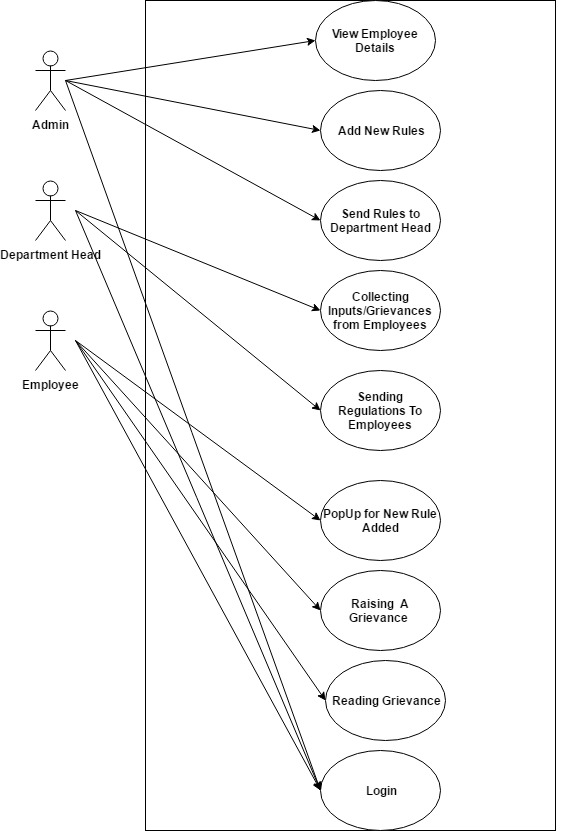 View Employee
Details
Admin
Add New Rules
Send Rules to
Department Head
Department Head
Collecting
Inputs/Grievances
from Employees
Employee
Sending
Regulations To
Employees
PopUp for New Rule
Added
Raising A
Grievance
Reading Grievance
Login